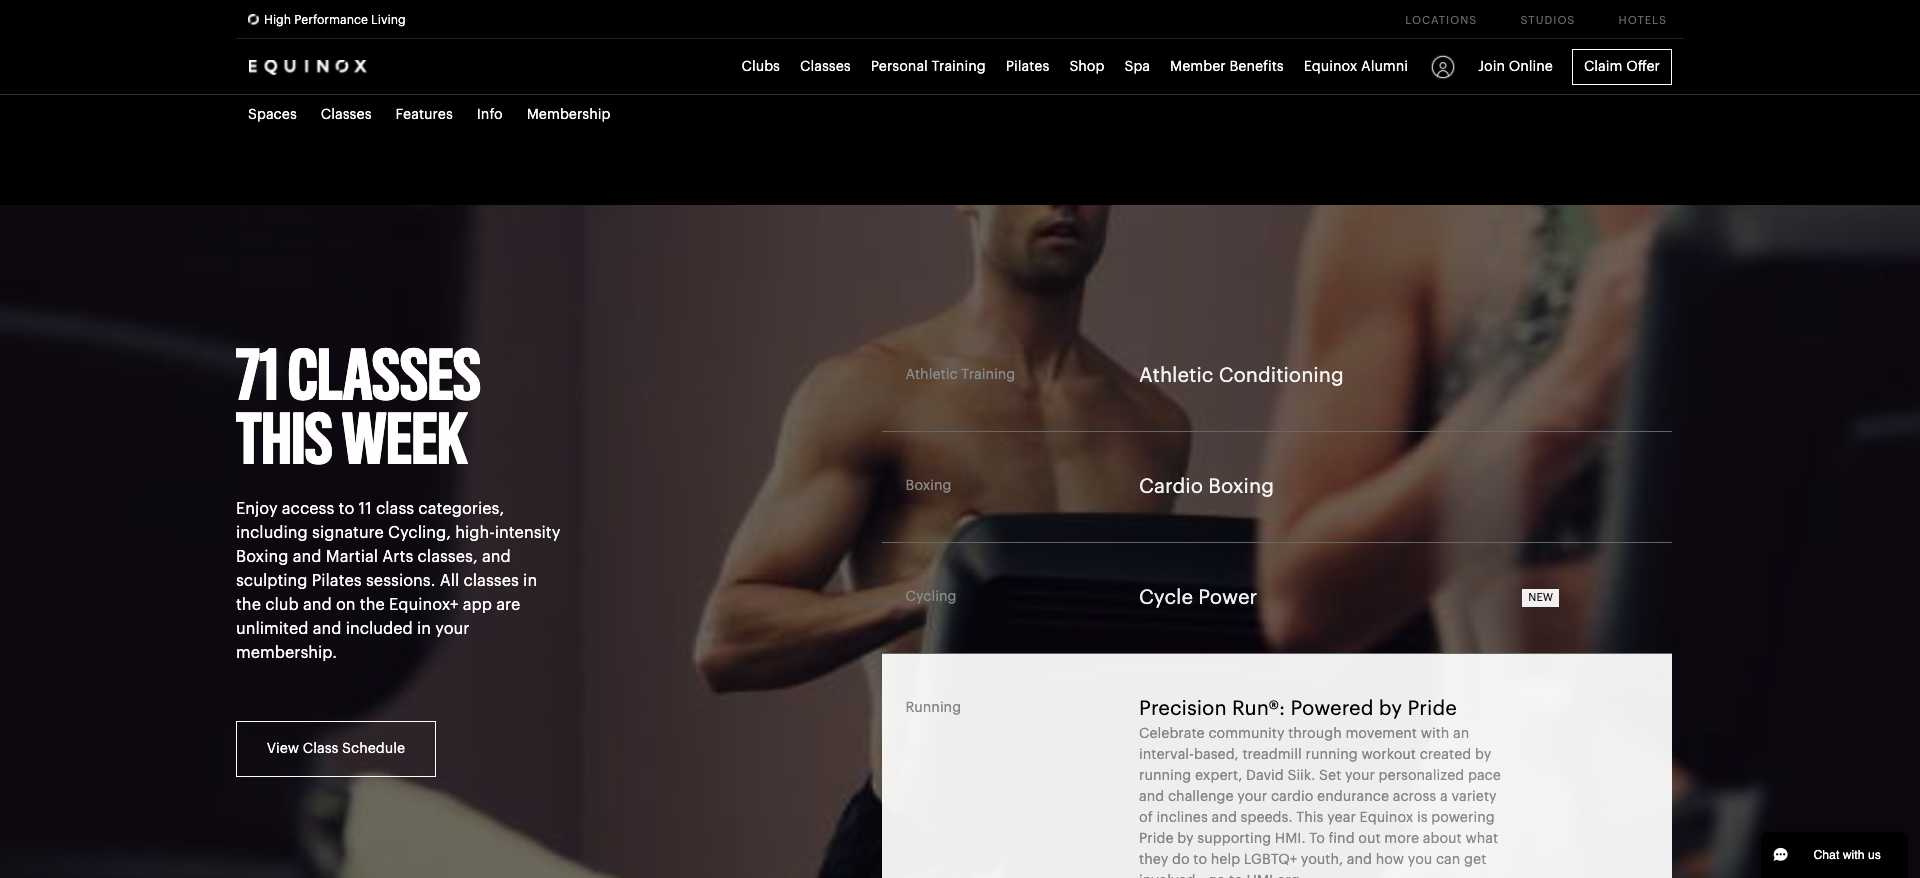 High Performance Living
LOCATIONS
STUDIOS
HOTELS
EQUINOX
Clubs
Classes
Personal Training
Pilates
Shop
Spa
Member Benefits
Equinox Alumni
Join Online
Claim Offer
Spaces
Classes
Features
Info
Membership
71 CLASSES
THIS WEEK
Enjoy access to 11 class categories,
including signature Cycling, high-intensity
Boxing and Martial Arts classes, and
sculpting Pilates sessions. All classes in
the club and on the Equinox+ app are
unlimited and included in your
membership.
View Class Schedule
Athletic Training
Athletic Conditioning
Boxing
Cardio Boxing
Cycling
Cycle Power
NEW
Running
Precision Run®: Powered by Pride
Celebrate community through movement with an
interval-based, treadmill running workout created by
running expert, David Siik. Set your personalized pace
and challenge your cardio endurance across a variety
of inclines and speeds. This year Equinox is powering
Pride by supporting HMI. To find out more about what
they do to help LGBTQ+ youth, and how you can get
Chat with us